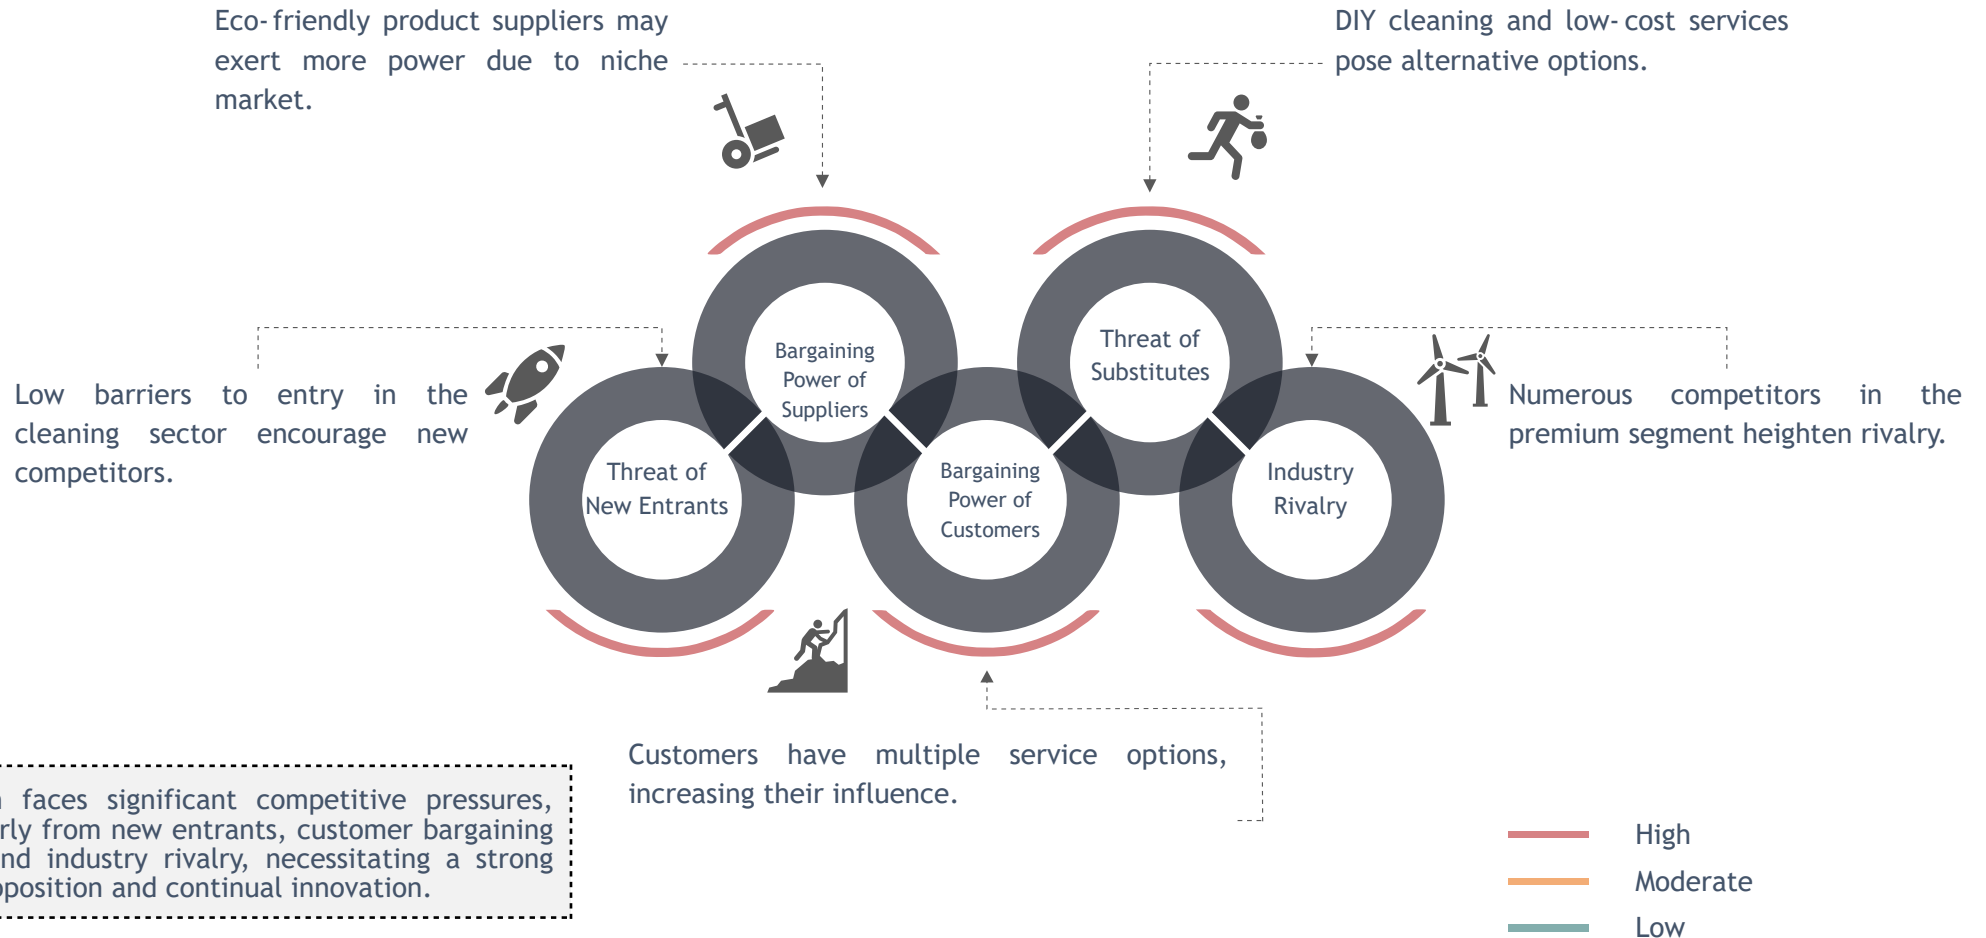 Eco-friendly product suppliers may
exert more power due to niche
market.
DIY cleaning and low-cost services
pose alternative options.
Low barriers to entry in the
cleaning sector encourage new
competitors.
Bargaining
Power of
Suppliers
Threat of
Substitutes
Numerous competitors in the
premium segment heighten rivalry.
Threat of
New Entrants
Bargaining
Power of
Customers
Industry
Rivalry
Customers have multiple service options,
increasing their influence.
faces significant competitive pressures,
from new entrants, customer bargaining
industry rivalry, necessitating a strong
and continual innovation.
High
Moderate
Low